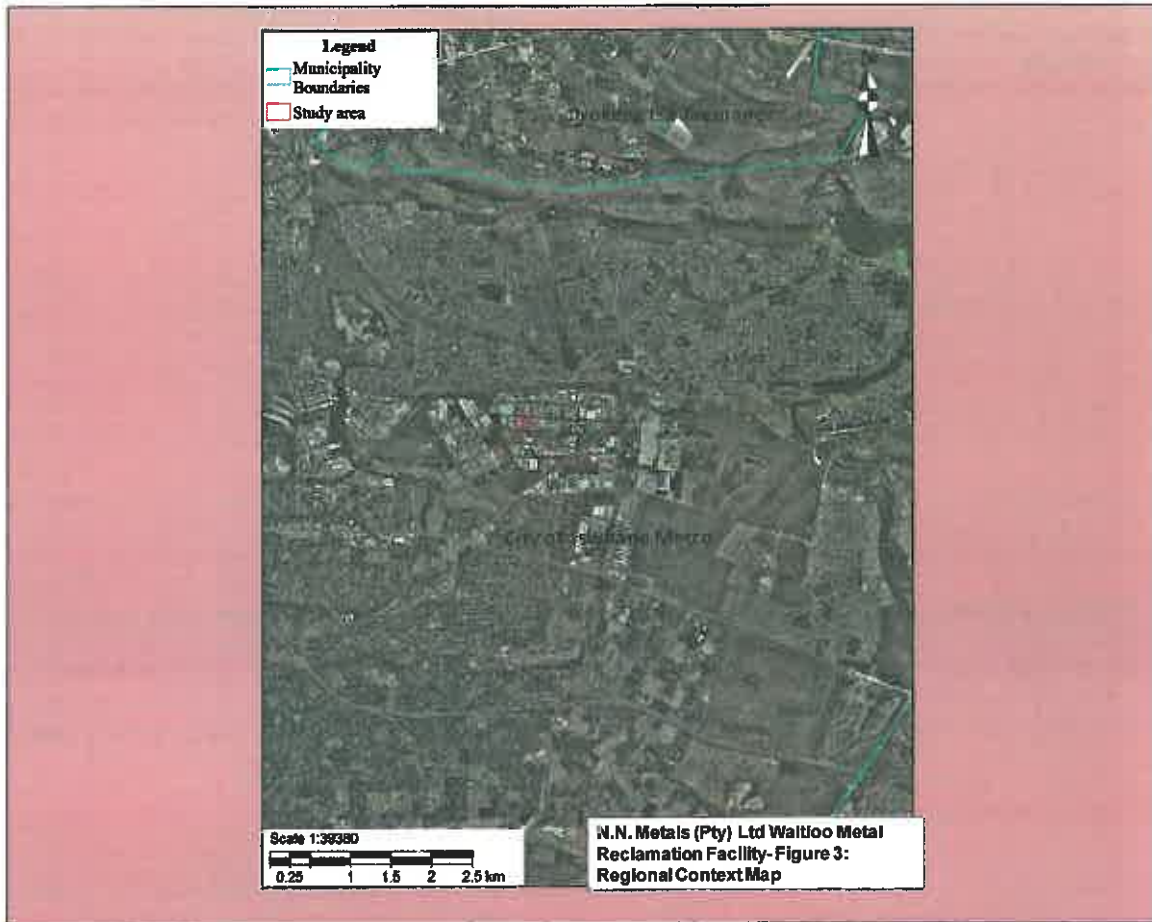 Legend
Municipality
Boundaries
Study area
City of Tshwane Metro
Scale 1:39380
0.25 1 1.5 2 2.5 km
N.N. Metals (Pty) Ltd Waltloo Metal
Reclamation Facility-Figure 3:
Regional Context Map